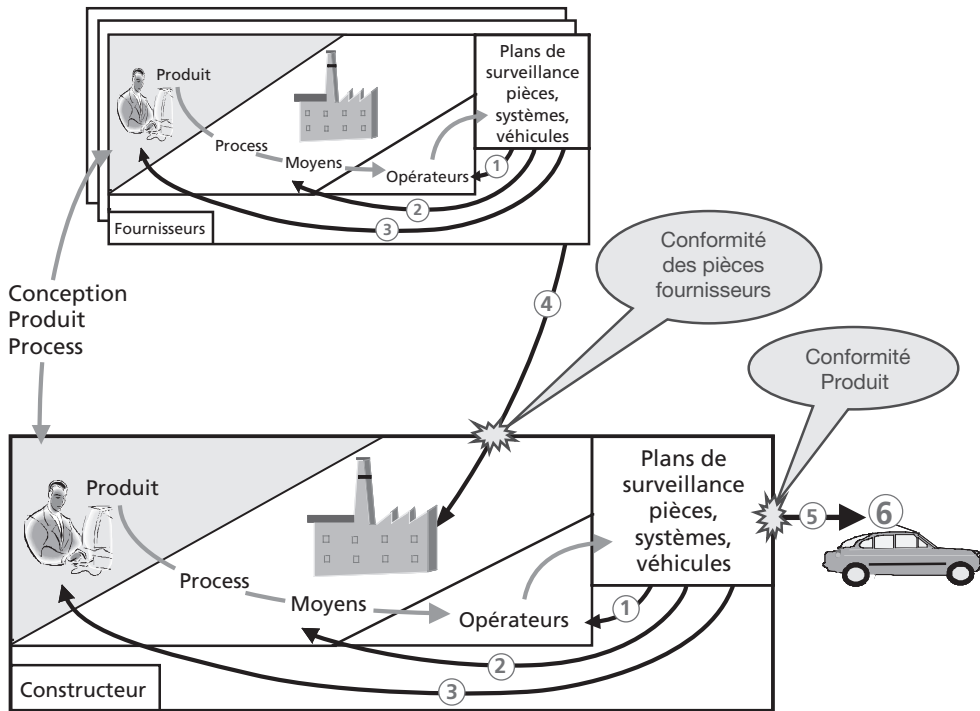 Plans de
surveillance
pièces,
systèmes,
véhicules
Produit
Process
Moyens
Opérateurs
1
2
3
Fournisseurs
Conformité
des pièces
fournisseurs
4
Conception
Produit
Process
Conformité
Produit
Plans de
surveillance
pièces,
systèmes,
véhicules
Produit
5
6
Process
Moyens
Opérateurs
1
2
3
Constructeur